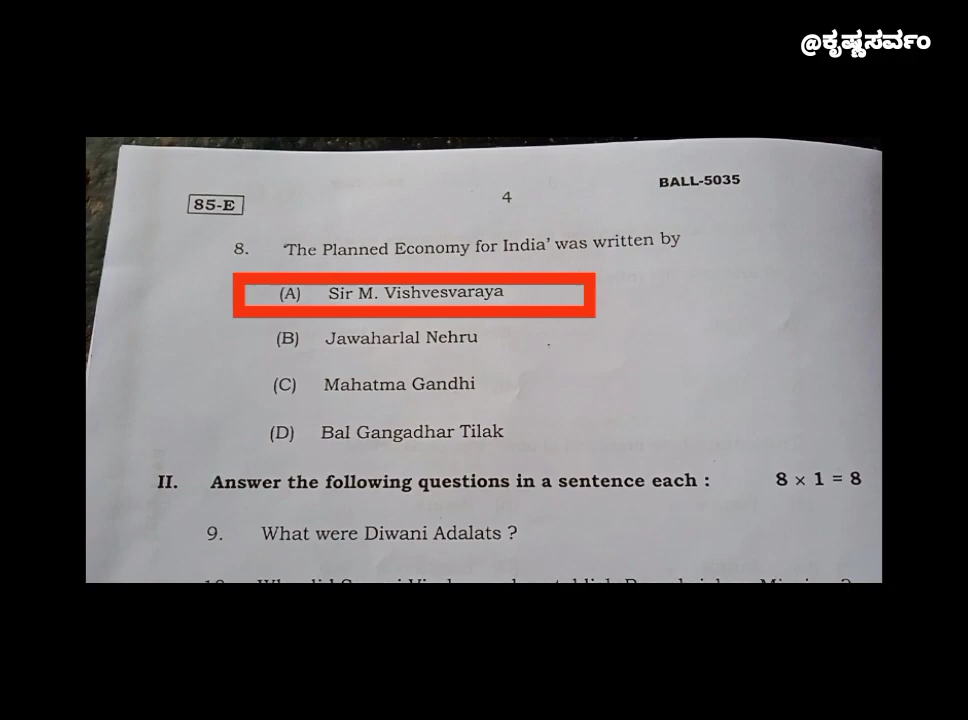 @ಕೃಷ್ಣಸರ್ವಂ
85-E
4
BALL-5035
8. 'The Planned Economy for India' was written by
(A) Sir M. Vishvesvaraya
(B) Jawaharlal Nehru
(C) Mahatma Gandhi
(D) Bal Gangadhar Tilak
II. Answer the following questions in a sentence each : 8 × 1 = 8
9. What were Diwani Adalats ?